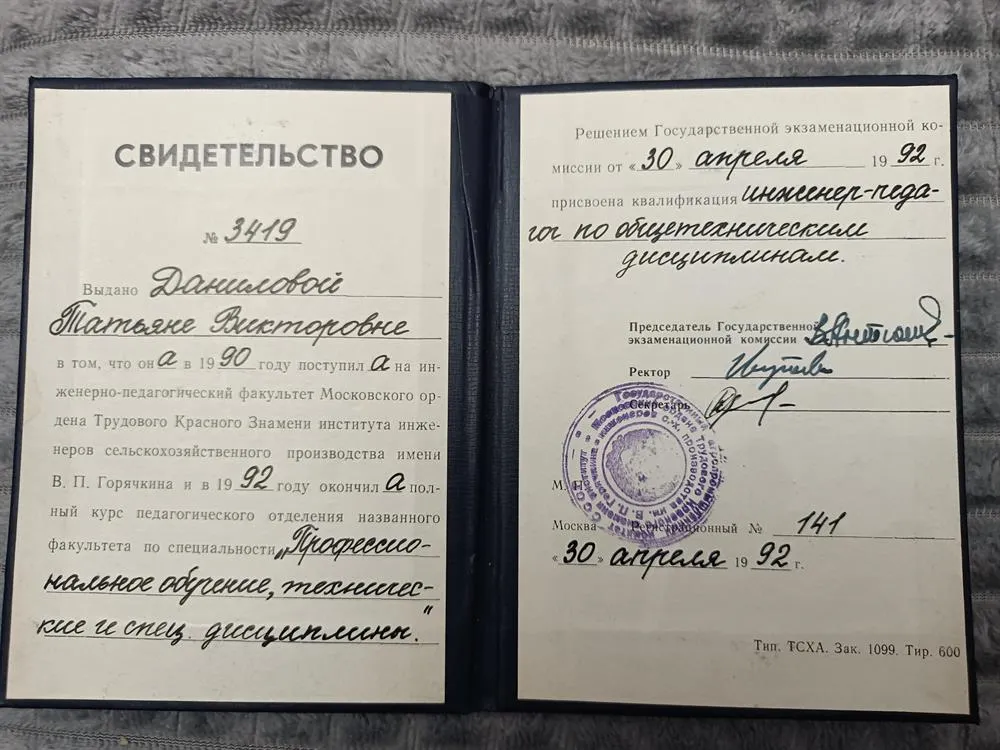 СВИДЕТЕЛЬСТВО
№ 3419
Выдано Даниловой
Татьяне Викторовне
в том, что она в 1990 году поступила на ин-
женерно-педагогический факультет Московского ор-
дена Трудового Красного Знамени института инже-
неров сельскохозяйственного производства имени
В. П. Горячкина и в 1992 году окончила пол-
ный курс педагогического отделения названного
факультета по специальности „Профессио-
нальное обучение, техничес-
кие и спец. дисциплины."
Решением Государственной экзаменационной ко-
миссии от «30» апреля 1992 г.
присвоена квалификация инженер-педа-
гог по общетехническим
дисциплинам.
Председатель Государственной
экзаменационной комиссии
Ректор
Секретарь
М. П.
Москва Регистрационный № 141
«30» апреля 1992 г.
Тип. ТСХА. Зак. 1099. Тир. 600